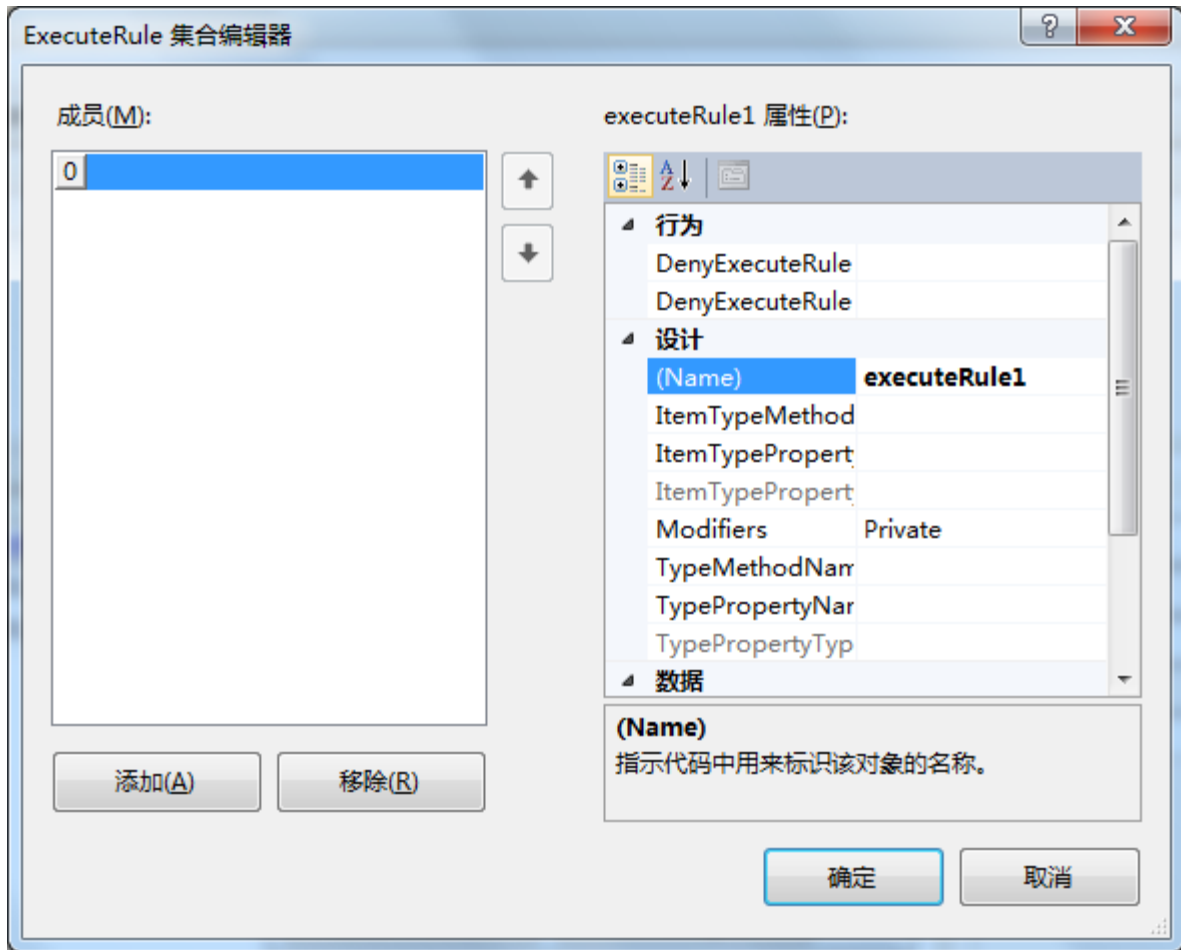 ExecuteRule 集合编辑器
成员(M):
0
添加(A)
移除(R)
executeRule1 属性(P):
行为
DenyExecuteRule
DenyExecuteRule
设计
(Name) executeRule1
ItemTypeMethod
ItemTypePropert
ItemTypePropert
Modifiers Private
TypeMethodNam
TypePropertyNar
TypePropertyTyp
数据
(Name)
指示代码中用来标识该对象的名称。
确定
取消